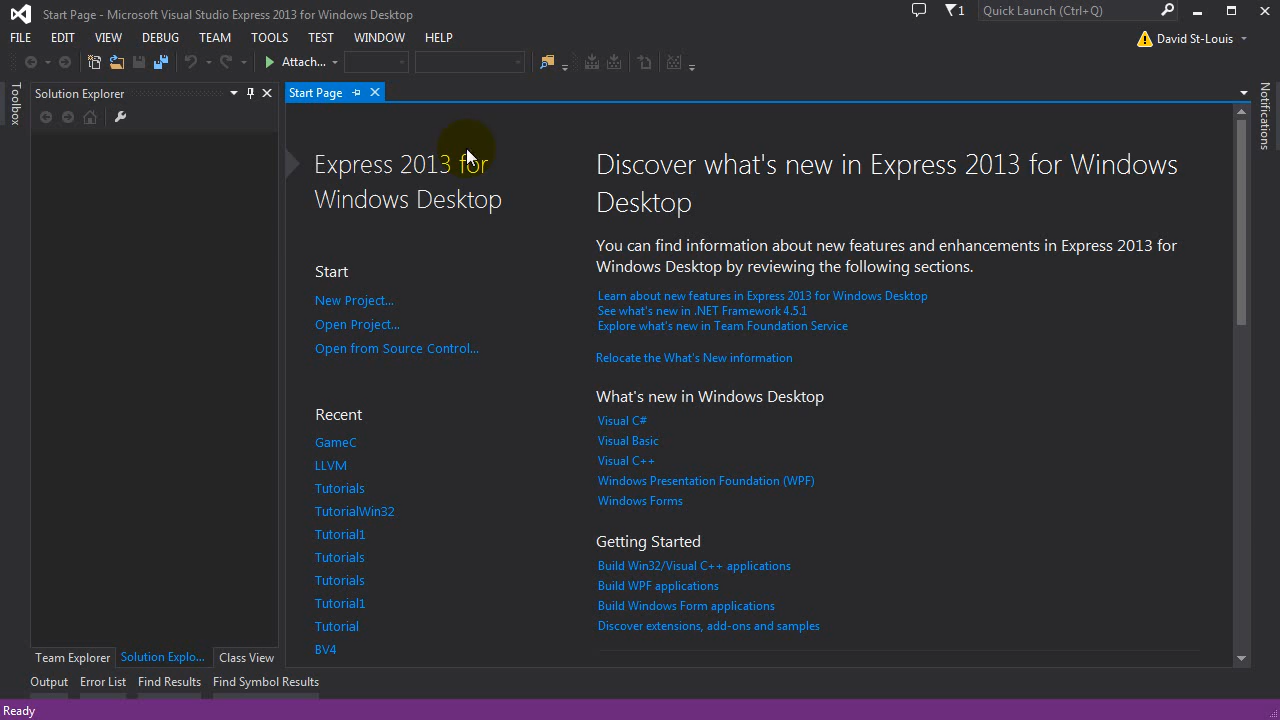 Start Page - Microsoft Visual Studio Express 2013 for Windows Desktop
1
Quick Launch (Ctrl+Q)
FILE EDIT VIEW DEBUG TEAM TOOLS TEST WINDOW HELP
David St-Louis
Attach...
Toolbox
Solution Explorer
Start Page
Notifications
Express 2013 for
Windows Desktop
Start
New Project...
Open Project...
Open from Source Control...
Recent
GameC
LLVM
Tutorials
TutorialWin32
Tutorial1
Tutorials
Tutorials
Tutorial1
Tutorial
BV4
Discover what's new in Express 2013 for Windows
Desktop
You can find information about new features and enhancements in Express 2013 for
Windows Desktop by reviewing the following sections.
Learn about new features in Express 2013 for Windows Desktop
See what's new in .NET Framework 4.5.1
Explore what's new in Team Foundation Service
Relocate the What's New information
What's new in Windows Desktop
Visual C#
Visual Basic
Visual C++
Windows Presentation Foundation (WPF)
Windows Forms
Getting Started
Build Win32/Visual C++ applications
Build WPF applications
Build Windows Form applications
Discover extensions, add-ons and samples
Team Explorer Solution Explo... Class View
Output Error List Find Results Find Symbol Results
Ready